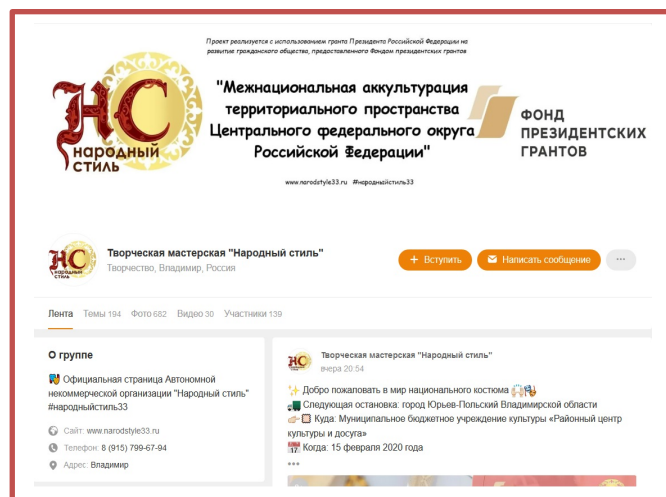 Проект реализуется с использованием гранта Президента Российской Федерации на
развитие гражданского общества, предоставленного Фондом президентских грантов
НС
народный
стиль
"Межнациональная аккультурация
территориального пространства
Центрального федерального округа
Российской Федерации"
www.narodstyle33.ru #народныйстиль33
ФОНД
ПРЕЗИДЕНТСКИХ
ГРАНТОВ
НС
народный
стиль
Творческая мастерская "Народный стиль"
Творчество, Владимир, Россия
+ Вступить
Написать сообщение
...
Лента Темы 194 Фото 682 Видео 30 Участники 139
О группе
Официальная страница Автономной
некоммерческой организации "Народный стиль"
#народныйстиль33
Сайт: www.narodstyle33.ru
Телефон: 8 (915) 799-67-94
Адрес: Владимир
НС
Творческая мастерская "Народный стиль"
вчера 20:54
Добро пожаловать в мир национального костюма
Следующая остановка: город Юрьев-Польский Владимирской области
Куда: Муниципальное бюджетное учреждение культуры «Районный центр
культуры и досуга»
Когда: 15 февраля 2020 года
...